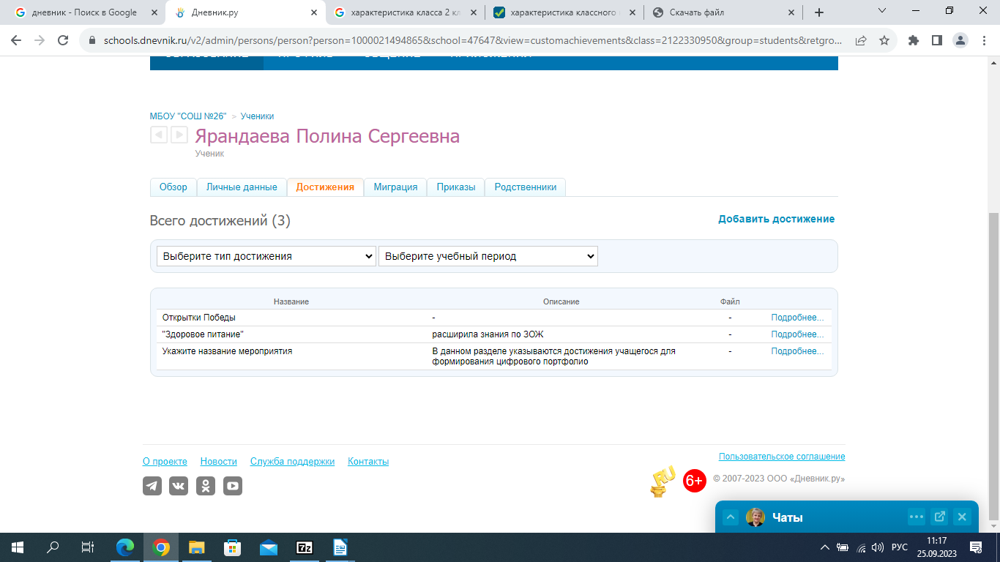 дневник - Поиск в Google
Дневник.ру
характеристика класса 2 кл
характеристика классного
Скачать файл
schools.dnevnik.ru/v2/admin/persons/person?person=1000021494865&school=47647&view=customachievements&class=2122330950&group=students&retgro...
МБОУ "СОШ №26" > Ученики
Ярандаева Полина Сергеевна
Ученик
Обзор Личные данные Достижения Миграция Приказы Родственники
Всего достижений (3)
Добавить достижение
Выберите тип достижения Выберите учебный период
Название Описание Файл
Открытки Победы - - Подробнее...
"Здоровое питание" расширила знания по ЗОЖ - Подробнее...
Укажите название мероприятия В данном разделе указываются достижения учащегося для - Подробнее...
формирования цифрового портфолио
О проекте Новости Служба поддержки Контакты
Пользовательское соглашение
RU 6+ © 2007-2023 ООО «Дневник.ру»
Чаты
7z
РУС
11:17
25.09.2023